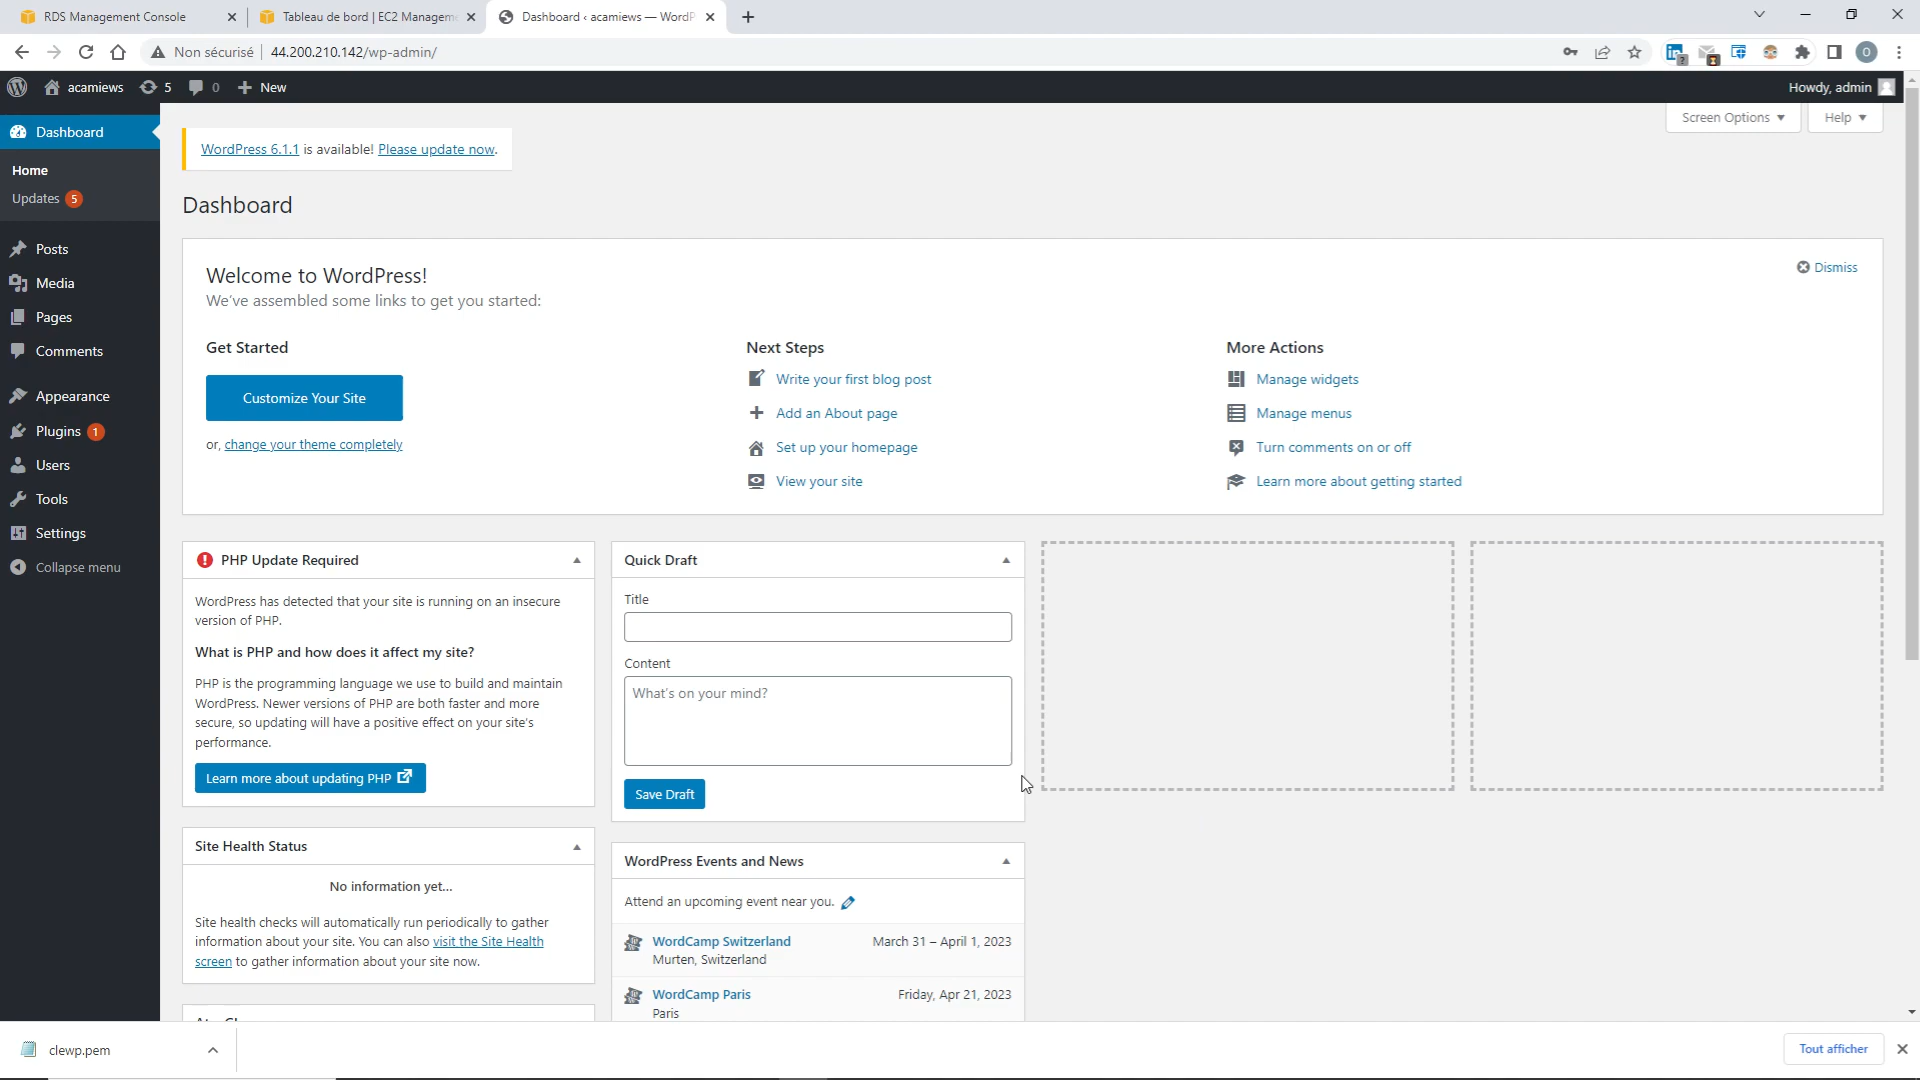 RDS Management Console
Tableau de bord | EC2 Managem
Dashboard ‹ acamiews — WordP
Non sécurisé | 44.200.210.142/wp-admin/
acamiews 5 0 + New
Howdy, admin
Dashboard
Home
Updates 5
Posts
Media
Pages
Comments
Appearance
Plugins 1
Users
Tools
Settings
Collapse menu
Screen Options
Help
WordPress 6.1.1 is available! Please update now.
Dashboard
Welcome to WordPress!
We've assembled some links to get you started:
Dismiss
Get Started
Customize Your Site
or, change your theme completely
Next Steps
Write your first blog post
Add an About page
Set up your homepage
View your site
More Actions
Manage widgets
Manage menus
Turn comments on or off
Learn more about getting started
PHP Update Required
WordPress has detected that your site is running on an insecure
version of PHP.
What is PHP and how does it affect my site?
PHP is the programming language we use to build and maintain
WordPress. Newer versions of PHP are both faster and more
secure, so updating will have a positive effect on your site's
performance.
Learn more about updating PHP
Site Health Status
No information yet...
Site health checks will automatically run periodically to gather
information about your site. You can also visit the Site Health
screen to gather information about your site now.
Quick Draft
Title
Content
What's on your mind?
Save Draft
WordPress Events and News
Attend an upcoming event near you.
WordCamp Switzerland March 31 – April 1, 2023
Murten, Switzerland
WordCamp Paris Friday, Apr 21, 2023
Paris
clewp.pem
Tout afficher